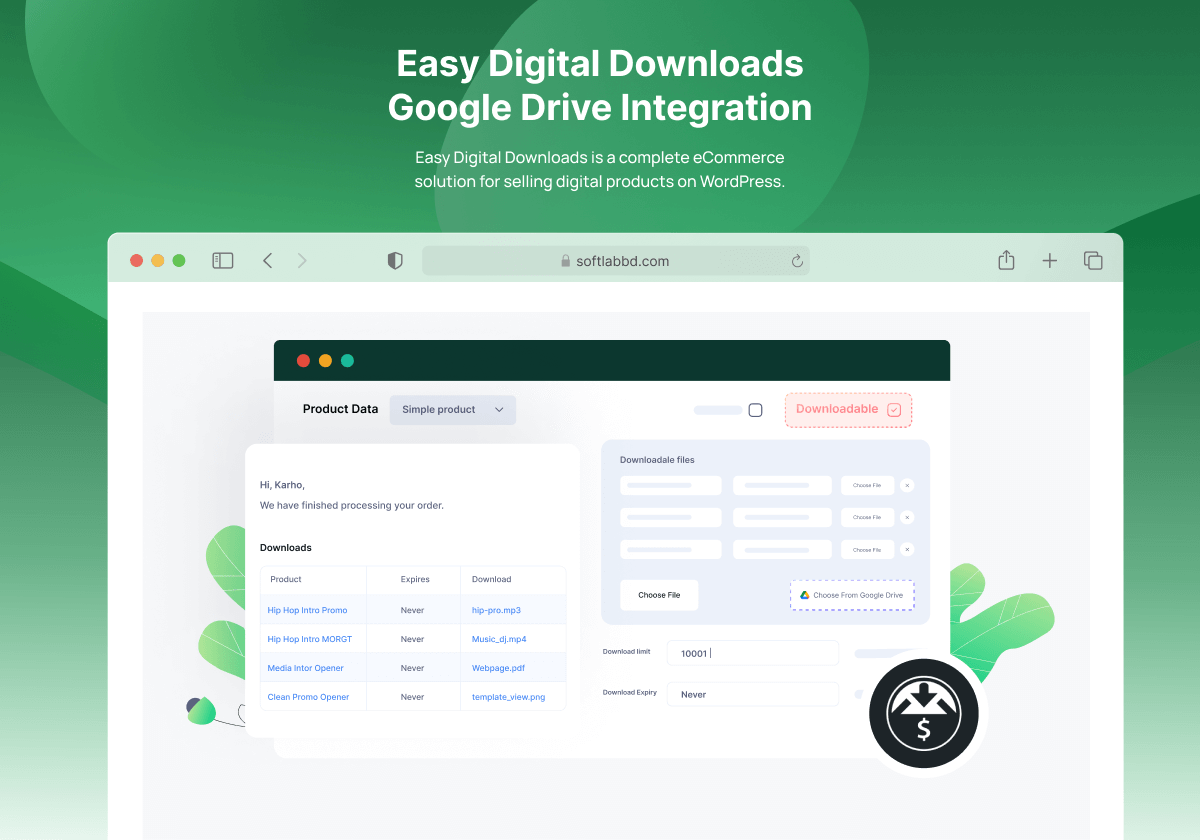 Easy Digital Downloads
Google Drive Integration
Easy Digital Downloads is a complete eCommerce
solution for selling digital products on WordPress.
softlabbd.com
Product Data
Simple product
Downloadable
Hi, Karho,
We have finished processing your order.
Downloads
Product Expires Download
Hip Hop Intro Promo Never hip-pro.mp3
Hip Hop Intro MORGT Never Music_dj.mp4
Media Intor Opener Never Webpage.pdf
Clean Promo Opener Never template_view.png
Downloadale files
Choose File
Choose File
Choose File
Choose File
Choose From Google Drive
Download limit 10001
Download Expiry Never
$